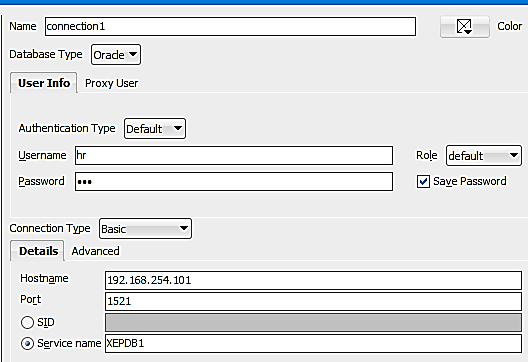 Name connection1 Color
Database Type Oracle
User Info Proxy User
Authentication Type Default
Username hr Role default
Password ••• Save Password
Connection Type Basic
Details Advanced
Hostname 192.168.254.101
Port 1521
SID
Service name XEPDB1